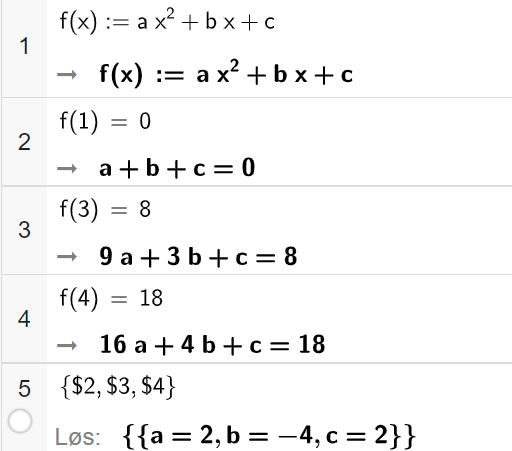 1 f(x) := a x² + b x + c
→ f(x) := a x² + b x + c
2 f(1) = 0
→ a + b + c = 0
3 f(3) = 8
→ 9 a + 3 b + c = 8
4 f(4) = 18
→ 16 a + 4 b + c = 18
5 {$2, $3, $4}
Løs: {{a = 2, b = −4, c = 2}}